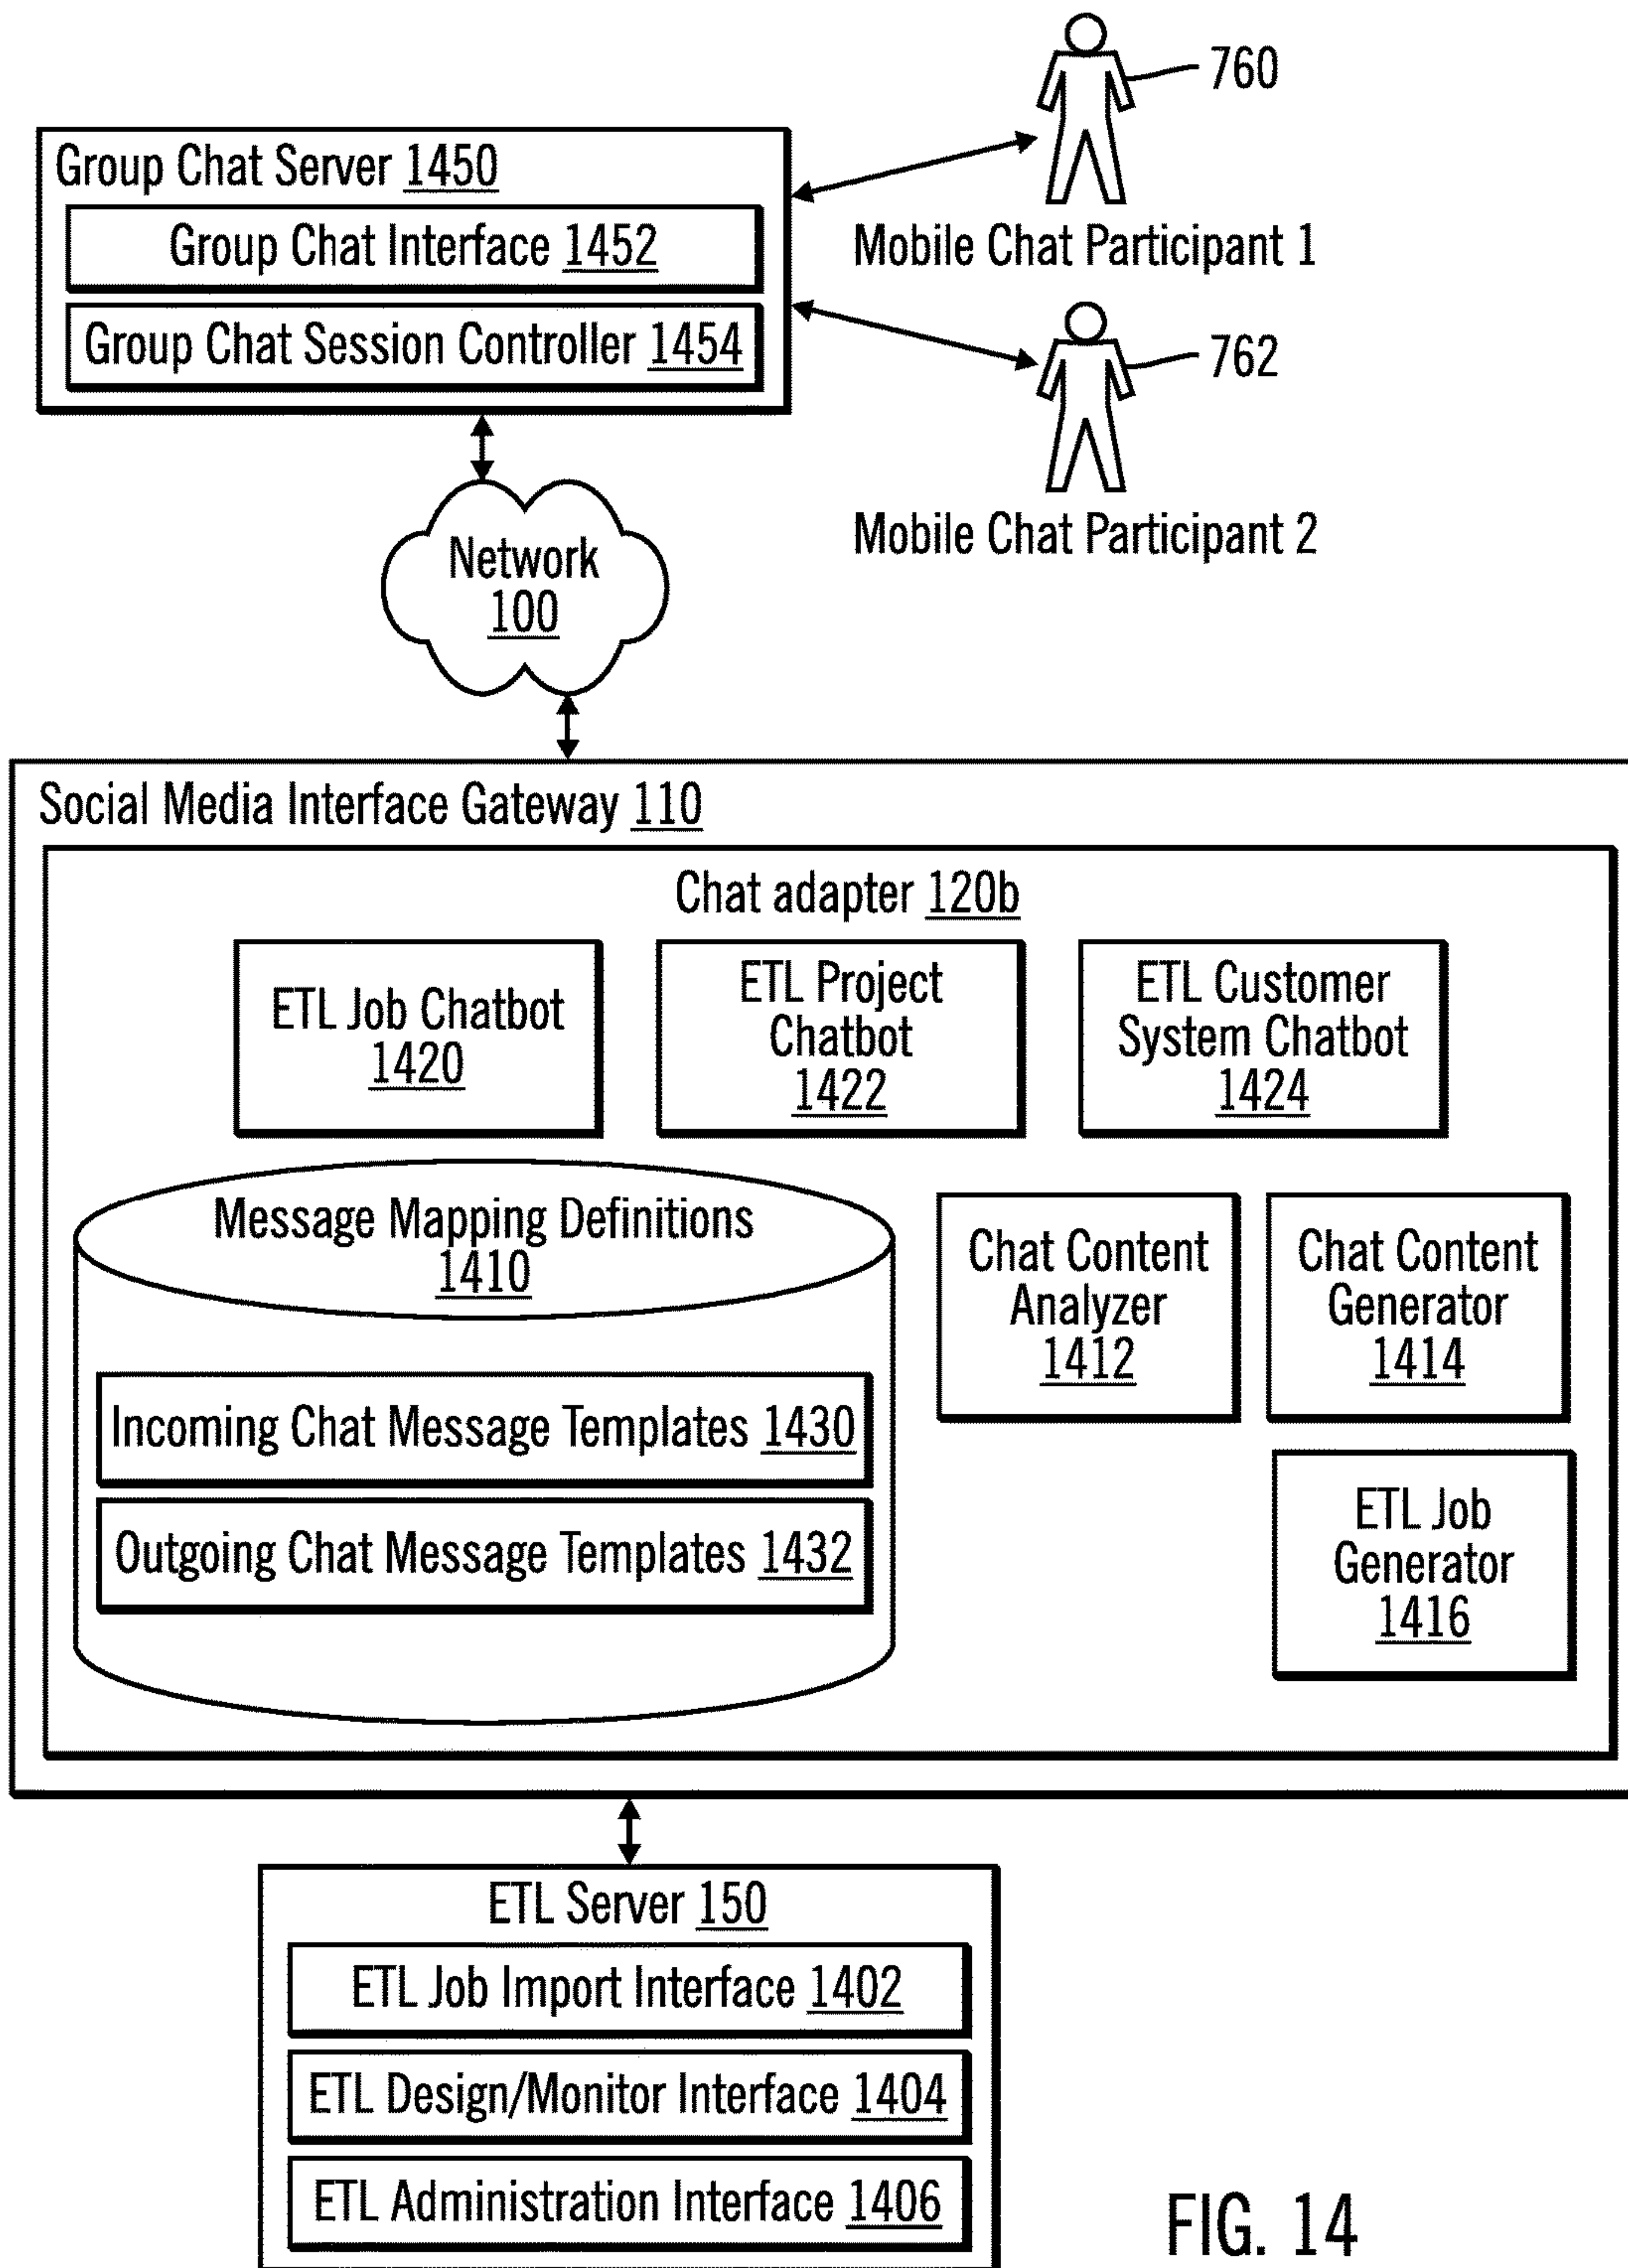 760
Group Chat Server 1450
Group Chat Interface 1452
Group Chat Session Controller 1454
Mobile Chat Participant 1
762
Mobile Chat Participant 2
Network
100
Social Media Interface Gateway 110
Chat adapter 120b
ETL Job Chatbot
1420
ETL Project
Chatbot
1422
ETL Customer
System Chatbot
1424
Message Mapping Definitions
1410
Incoming Chat Message Templates 1430
Outgoing Chat Message Templates 1432
Chat Content
Analyzer
1412
Chat Content
Generator
1414
ETL Job
Generator
1416
ETL Server 150
ETL Job Import Interface 1402
ETL Design/Monitor Interface 1404
ETL Administration Interface 1406
FIG. 14